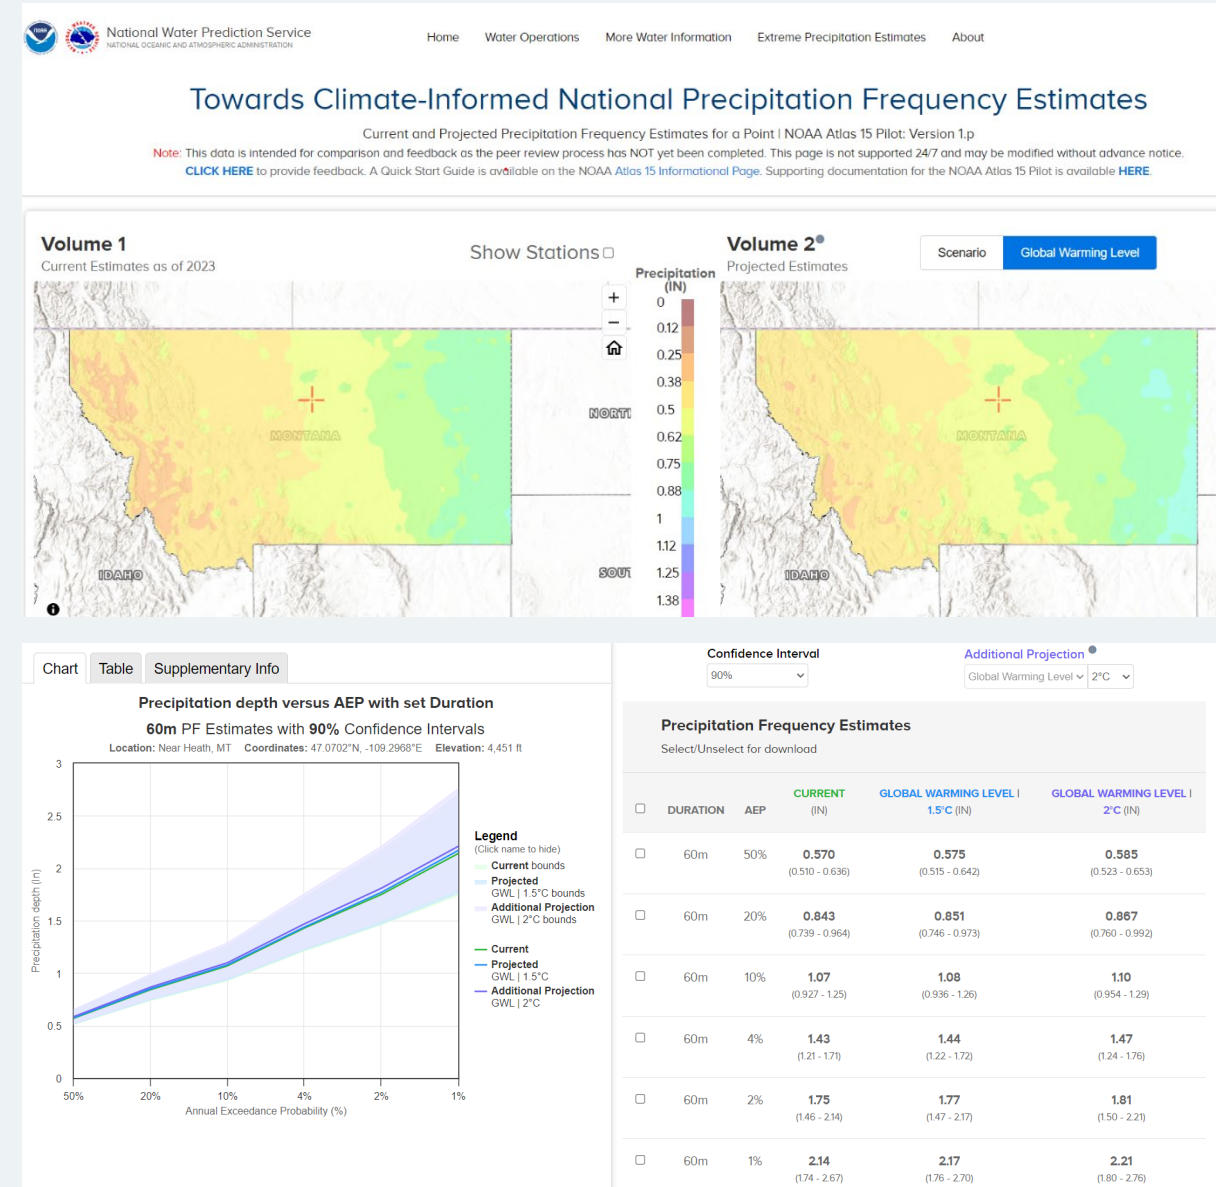 National Water Prediction Service
NATIONAL OCEANIC AND ATMOSPHERIC ADMINISTRATION
Home Water Operations More Water Information Extreme Precipitation Estimates About
Towards Climate-Informed National Precipitation Frequency Estimates
Current and Projected Precipitation Frequency Estimates for a Point | NOAA Atlas 15 Pilot: Version 1.p
Note: This data is intended for comparison and feedback as the peer review process has NOT yet been completed. This page is not supported 24/7 and may be modified without advance notice.
CLICK HERE to provide feedback. A Quick Start Guide is available on the NOAA Atlas 15 Informational Page. Supporting documentation for the NOAA Atlas 15 Pilot is available HERE.
Volume 1
Current Estimates as of 2023
Show Stations
+
−
MONTANA
NORTH
IDAHO
SOUT
Precipitation
(IN)
0
0.12
0.25
0.38
0.5
0.62
0.75
0.88
1
1.12
1.25
1.38
Volume 2
Projected Estimates
Scenario Global Warming Level
MONTANA
IDAHO
Chart Table Supplementary Info
Precipitation depth versus AEP with set Duration
60m PF Estimates with 90% Confidence Intervals
Location: Near Heath, MT Coordinates: 47.0702°N, -109.2968°E Elevation: 4,451 ft
Precipitation depth (In)
3
2.5
2
1.5
1
0.5
0
50% 20% 10% 4% 2% 1%
Annual Exceedance Probability (%)
Legend
(Click name to hide)
Current bounds
Projected
GWL | 1.5°C bounds
Additional Projection
GWL | 2°C bounds
Current
Projected
GWL | 1.5°C
Additional Projection
GWL | 2°C
Confidence Interval
90%
Additional Projection
Global Warming Level 2°C
Precipitation Frequency Estimates
Select/Unselect for download
DURATION AEP CURRENT (IN) GLOBAL WARMING LEVEL | 1.5°C (IN) GLOBAL WARMING LEVEL | 2°C (IN)
60m 50% 0.570 0.575 0.585
(0.510 - 0.636) (0.515 - 0.642) (0.523 - 0.653)
60m 20% 0.843 0.851 0.867
(0.739 - 0.964) (0.746 - 0.973) (0.760 - 0.992)
60m 10% 1.07 1.08 1.10
(0.927 - 1.25) (0.936 - 1.26) (0.954 - 1.29)
60m 4% 1.43 1.44 1.47
(1.21 - 1.71) (1.22 - 1.72) (1.24 - 1.76)
60m 2% 1.75 1.77 1.81
(1.46 - 2.14) (1.47 - 2.17) (1.50 - 2.21)
60m 1% 2.14 2.17 2.21
(1.74 - 2.67) (1.76 - 2.70) (1.80 - 2.76)